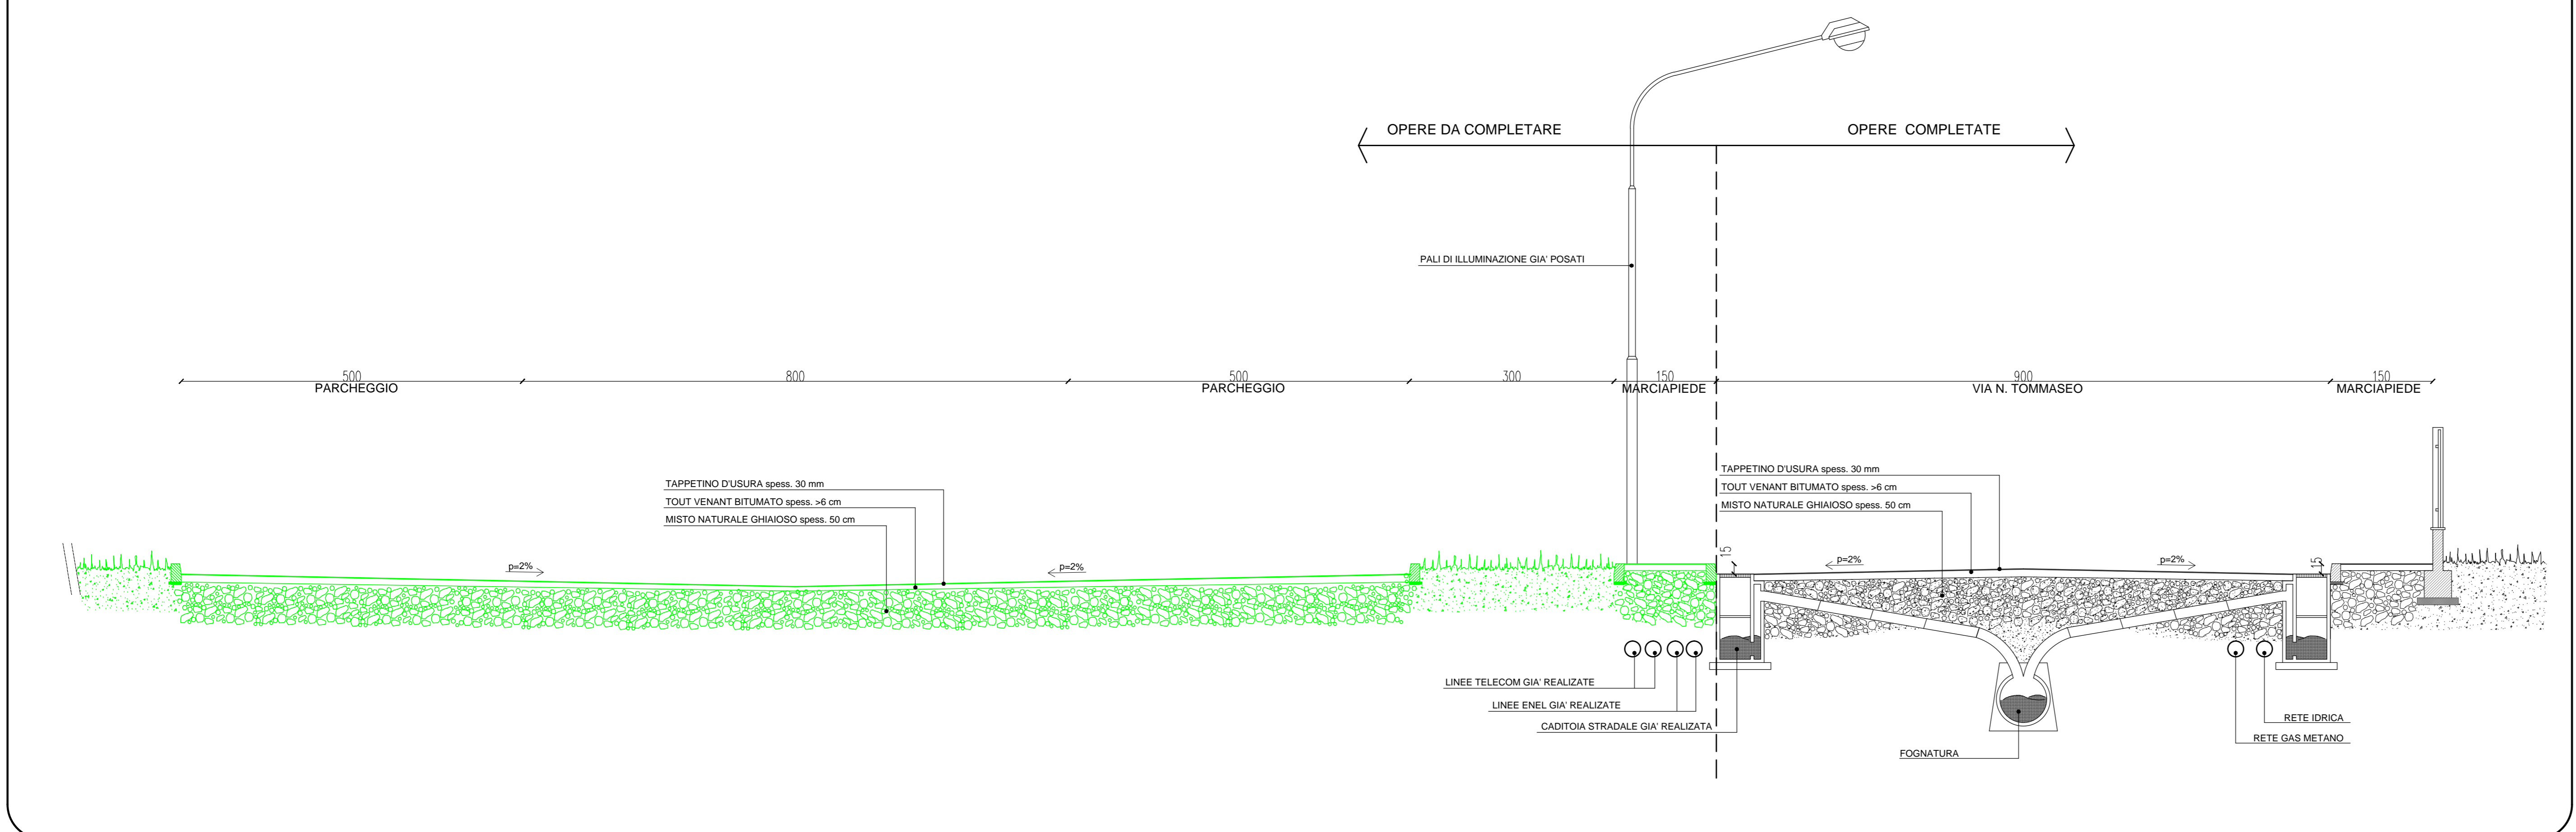 OPERE DA COMPLETARE
OPERE COMPLETATE
PALI DI ILLUMINAZIONE GIA' POSATI
500
800
500
300
150
900
150
PARCHEGGIO
PARCHEGGIO
MARCIAPIEDE
VIA N. TOMMASEO
MARCIAPIEDE
TAPPETINO D'USURA spess. 30 mm
TOUT VENANT BITUMATO spess. >6 cm
MISTO NATURALE GHIAIOSO spess. 50 cm
TAPPETINO D'USURA spess. 30 mm
TOUT VENANT BITUMATO spess. >6 cm
MISTO NATURALE GHIAIOSO spess. 50 cm
p=2%
p=2%
15
p=2%
p=2%
15
LINEE TELECOM GIA' REALIZATE
LINEE ENEL GIA' REALIZATE
CADITOIA STRADALE GIA' REALIZATA
FOGNATURA
RETE IDRICA
RETE GAS METANO